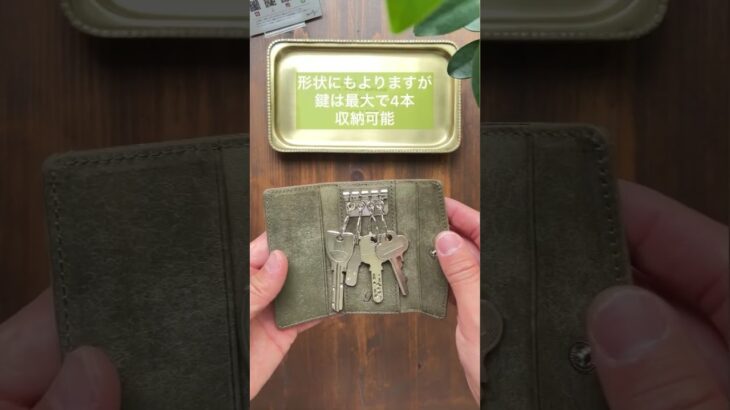 形状にもよりますが
鍵は最大で4本
収納可能